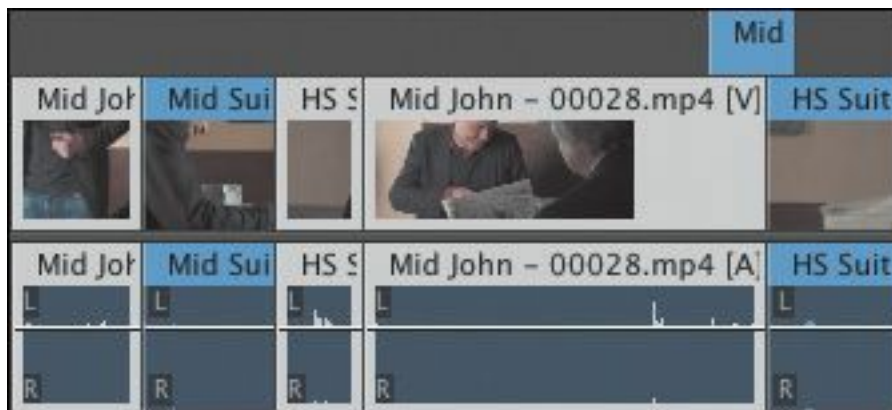 Mid
Mid Joh
Mid Sui
HS S
Mid John – 00028.mp4 [V]
HS Suit
Mid Joh
Mid Sui
HS S
Mid John – 00028.mp4 [A]
HS Suit
L
L
L
L
L
R
R
R
R
R